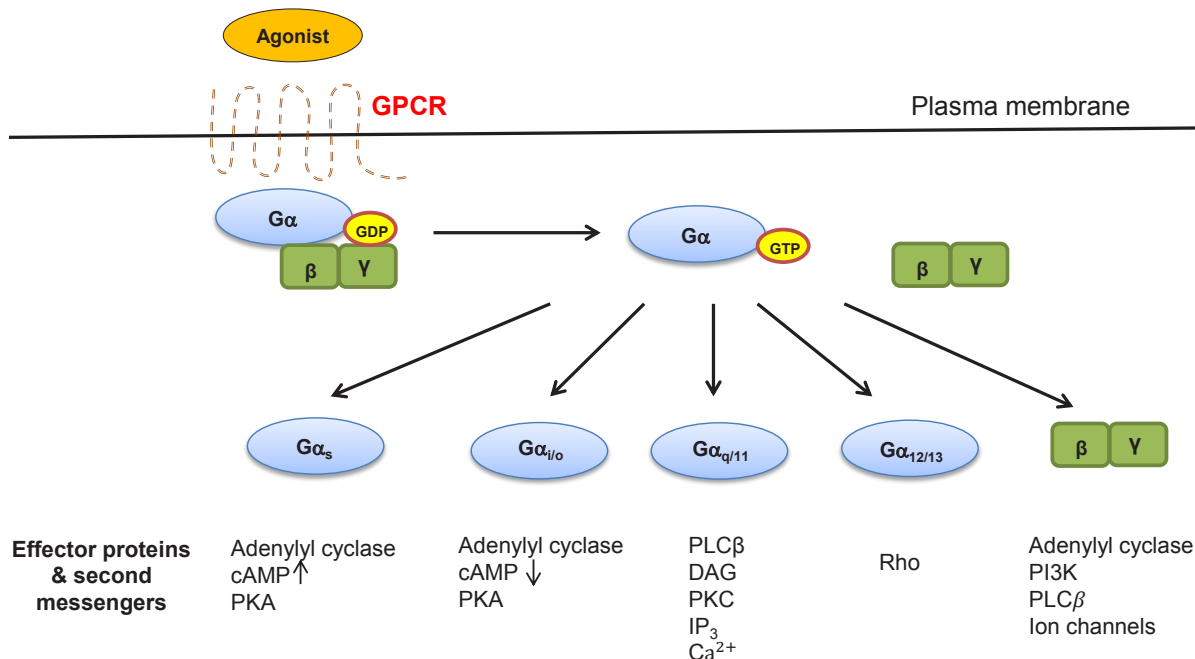 Agonist
GPCR
Plasma membrane
Gα
GDP
β γ
Gα
GTP
β γ
Gαs
Gαi/o
Gαq/11
Gα12/13
β γ
Effector proteins
& second
messengers
Adenylyl cyclase
cAMP ↑
PKA
Adenylyl cyclase
cAMP ↓
PKA
PLCβ
DAG
PKC
IP3
Ca2+
Rho
Adenylyl cyclase
PI3K
PLCβ
Ion channels